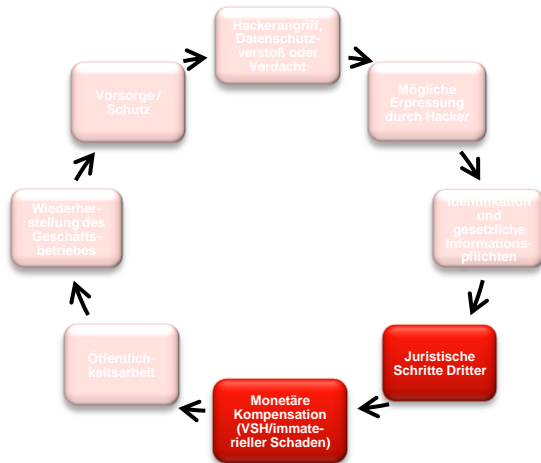 Hackerangriff,
Datenschutz-
verstoß oder
Verdacht
Mögliche
Erpressung
durch Hacker
Identifikation
und
gesetzliche
Informations-
pflichten
Juristische
Schritte Dritter
Monetäre
Kompensation
(VSH/immate-
rieller Schaden)
Öffentlich-
keitsarbeit
Wiederher-
stellung des
Geschäfts-
betriebes
Vorsorge /
Schutz